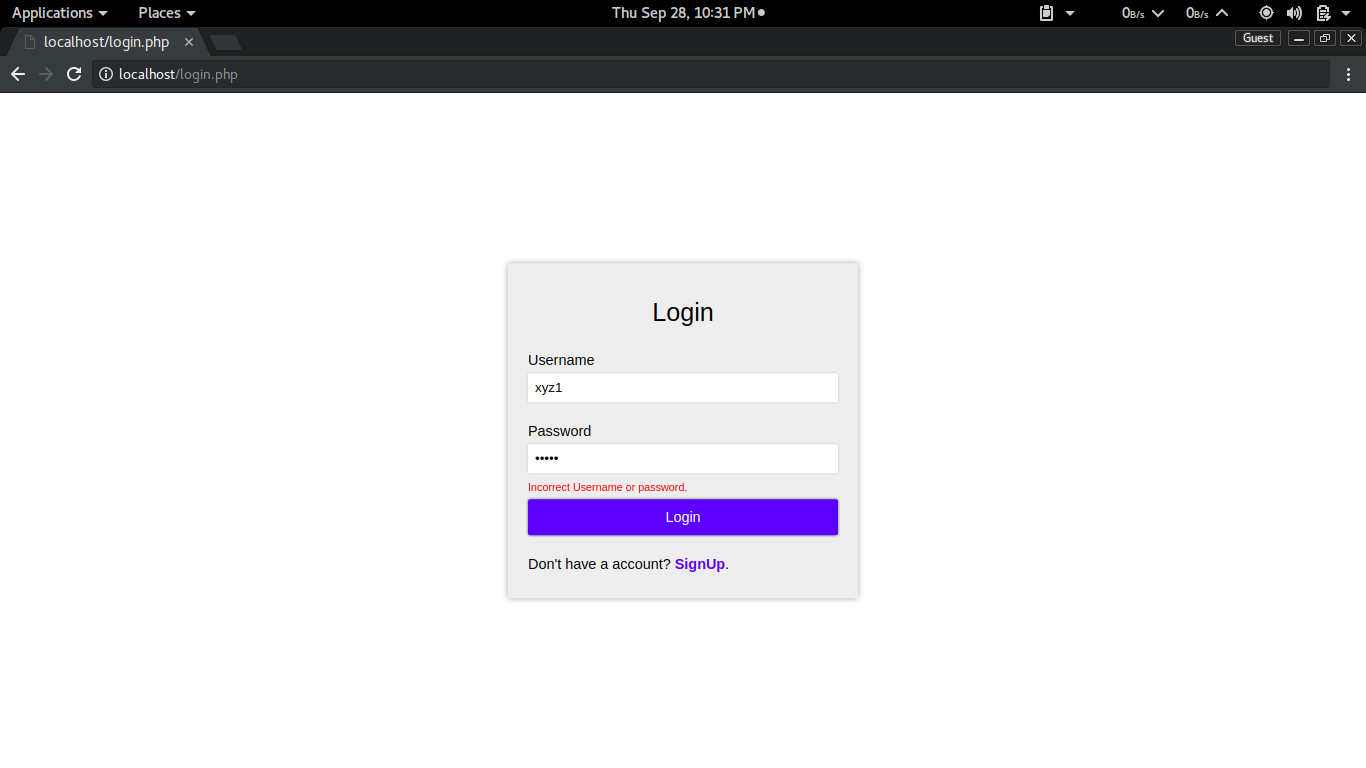 Applications Places Thu Sep 28, 10:31 PM 0B/s 0B/s
localhost/login.php Guest
localhost/login.php
Login
Username
xyz1
Password
•••••
Incorrect Username or password.
Login
Don't have a account? SignUp.